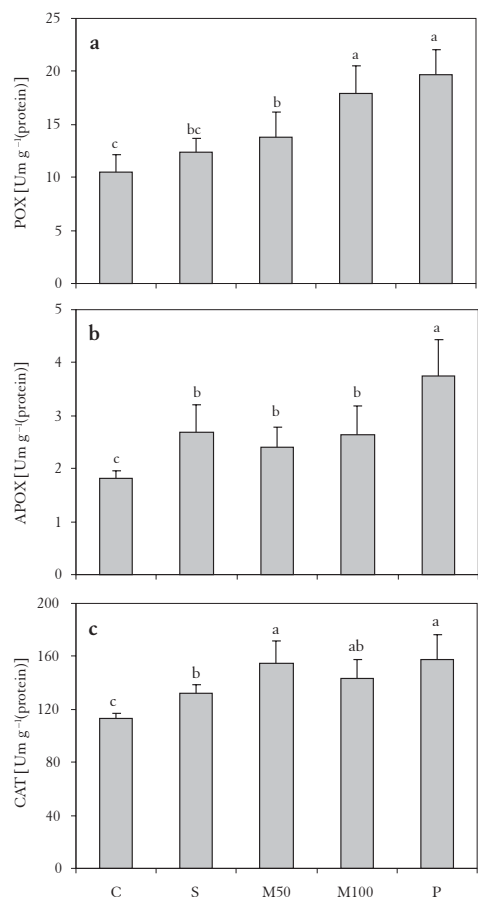 25
20
15
10
5
0
POX [Um g⁻¹(protein)]
a
c
bc
b
a
a
5
4
3
2
1
0
APOX [Um g⁻¹(protein)]
b
c
b
b
b
a
200
160
120
80
40
0
CAT [Um g⁻¹(protein)]
c
c
b
a
ab
a
C S M50 M100 P